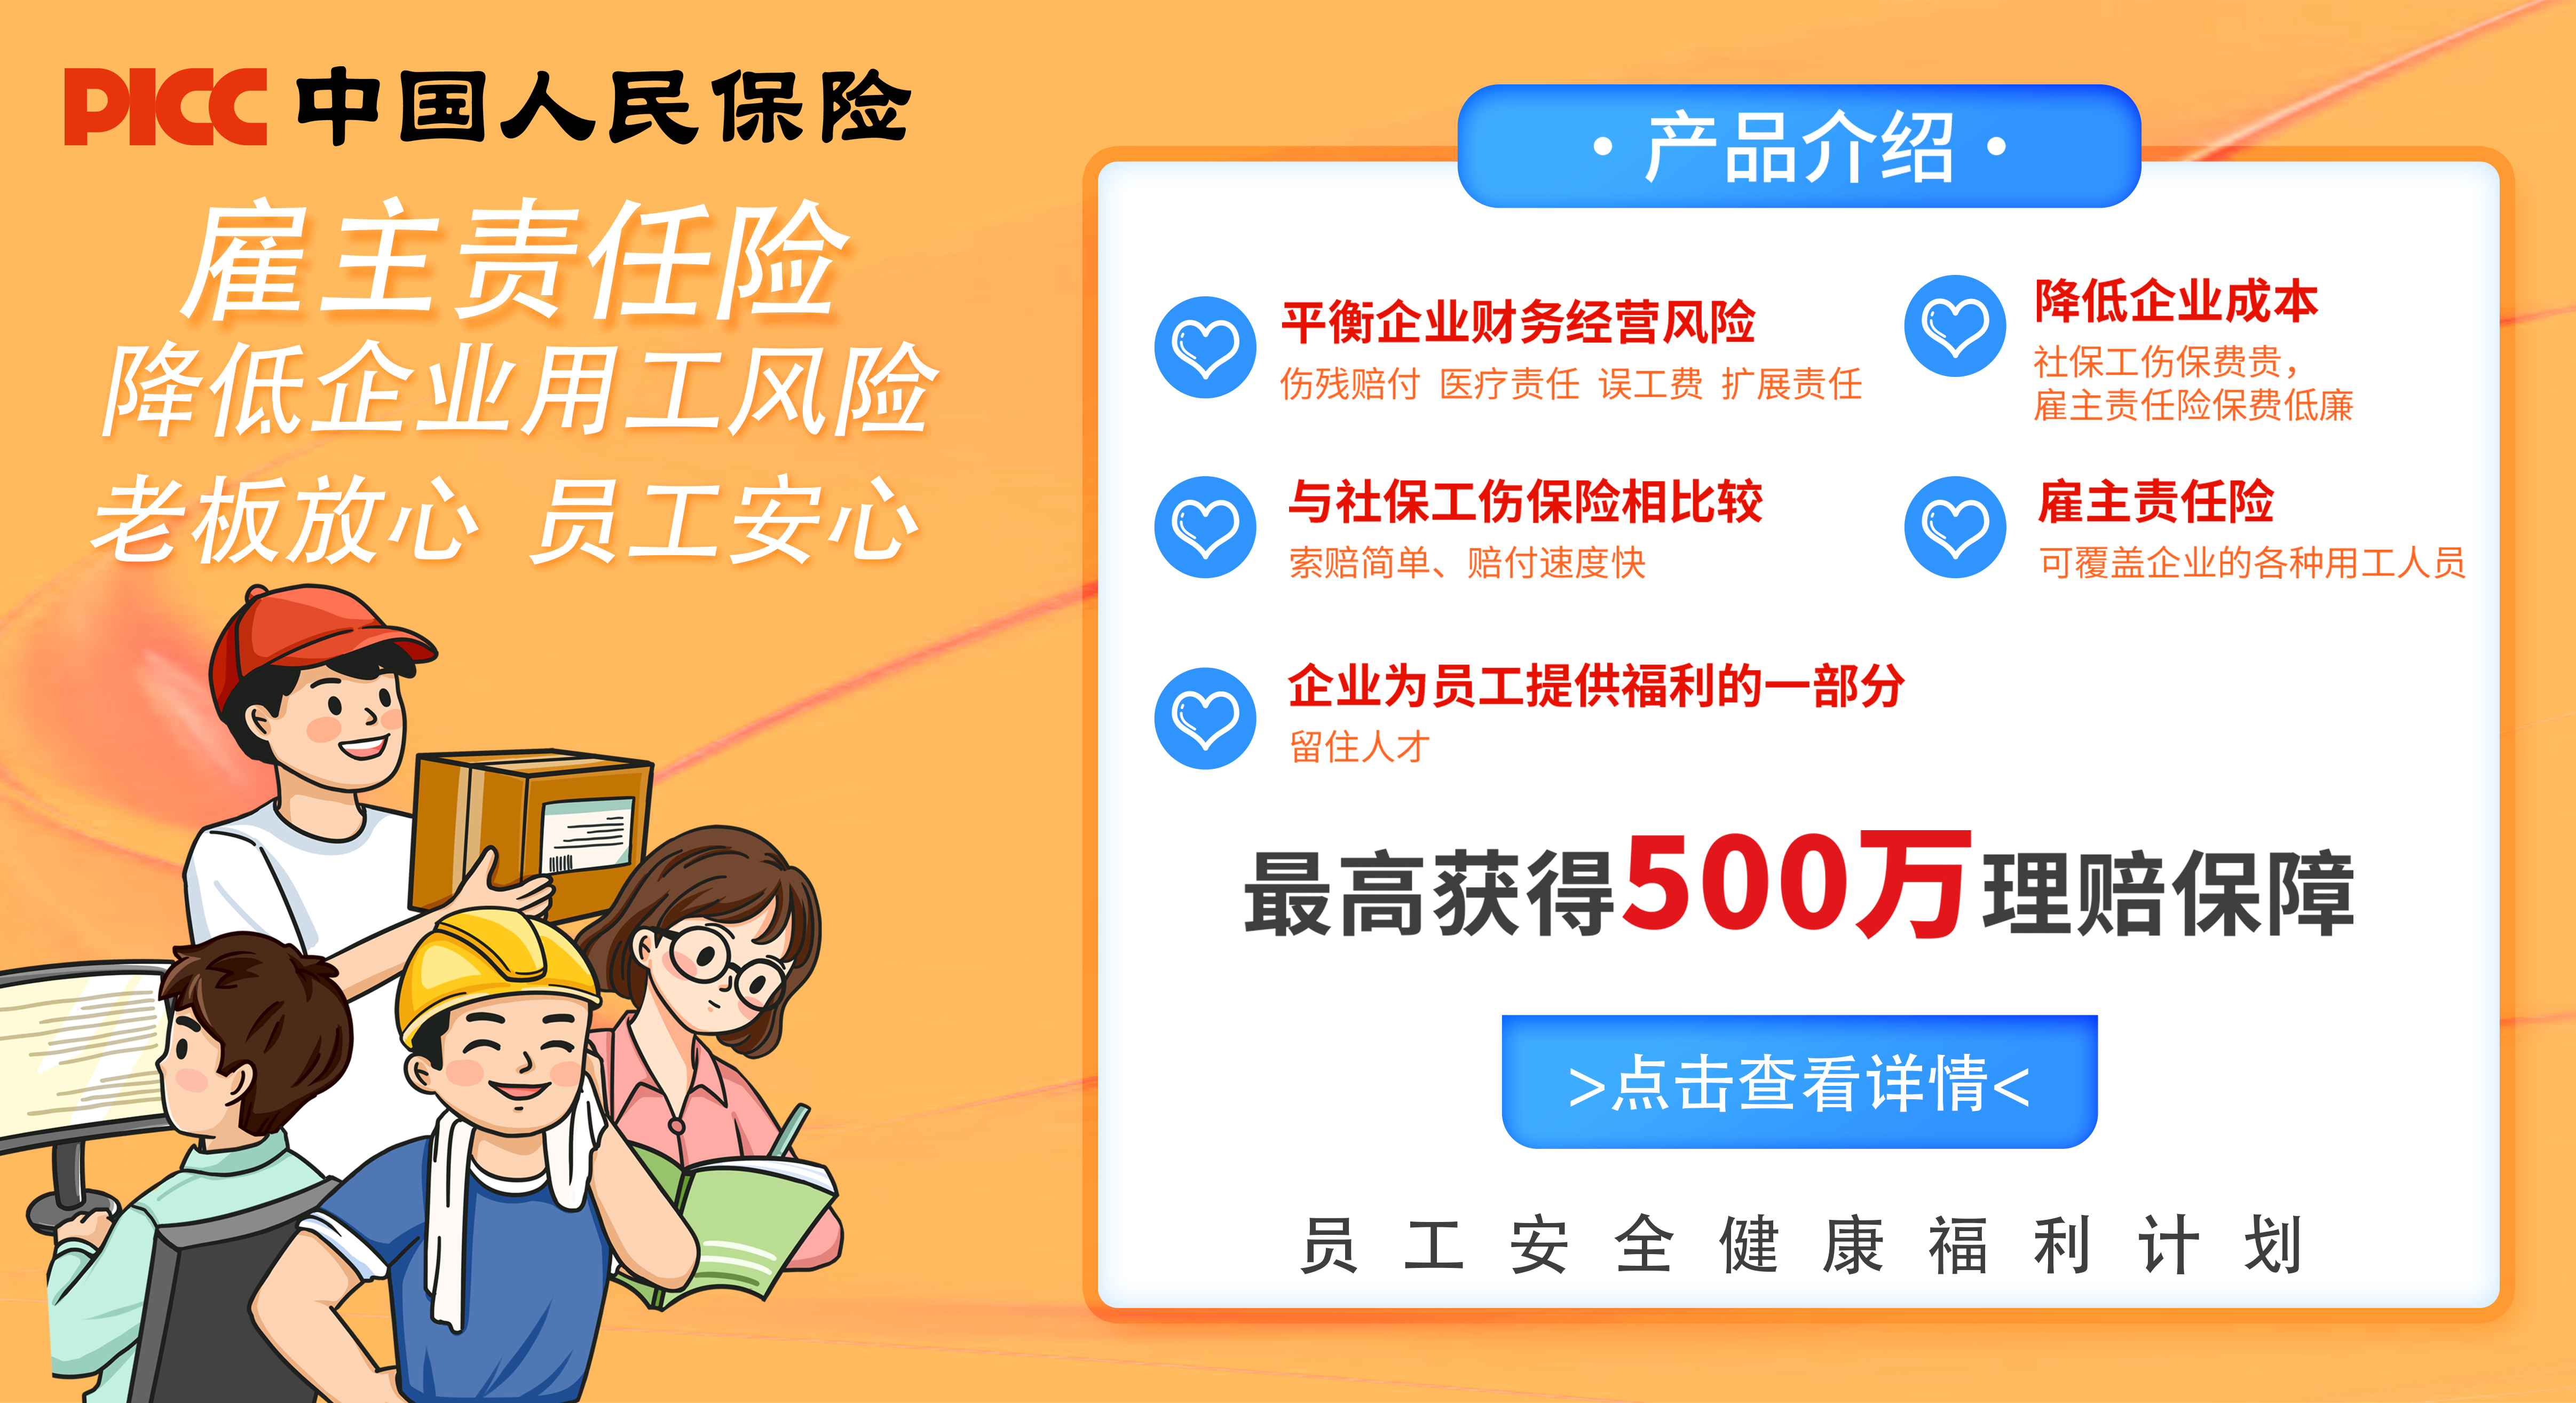 PICC 中国人民保险
雇主责任险
降低企业用工风险
老板放心 员工安心
·产品介绍·
平衡企业财务经营风险
伤残赔付 医疗责任 误工费 扩展责任
降低企业成本
社保工伤保费贵，
雇主责任险保费低廉
与社保工伤保险相比较
索赔简单、赔付速度快
雇主责任险
可覆盖企业的各种用工人员
企业为员工提供福利的一部分
留住人才
最高获得500万理赔保障
>点击查看详情<
员工安全健康福利计划